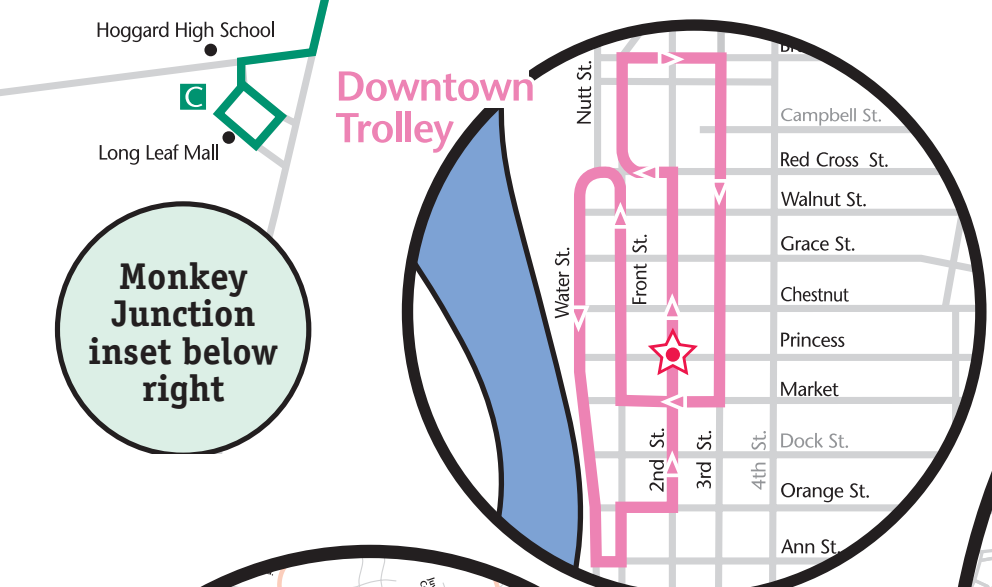 Hoggard High School
C
Long Leaf Mall
Monkey
Junction
inset below
right
Downtown
Trolley
Nutt St.
Campbell St.
Red Cross St.
Walnut St.
Grace St.
Water St.
Front St.
Chestnut
Princess
Market
2nd St.
3rd St.
4th St.
Dock St.
Orange St.
Ann St.